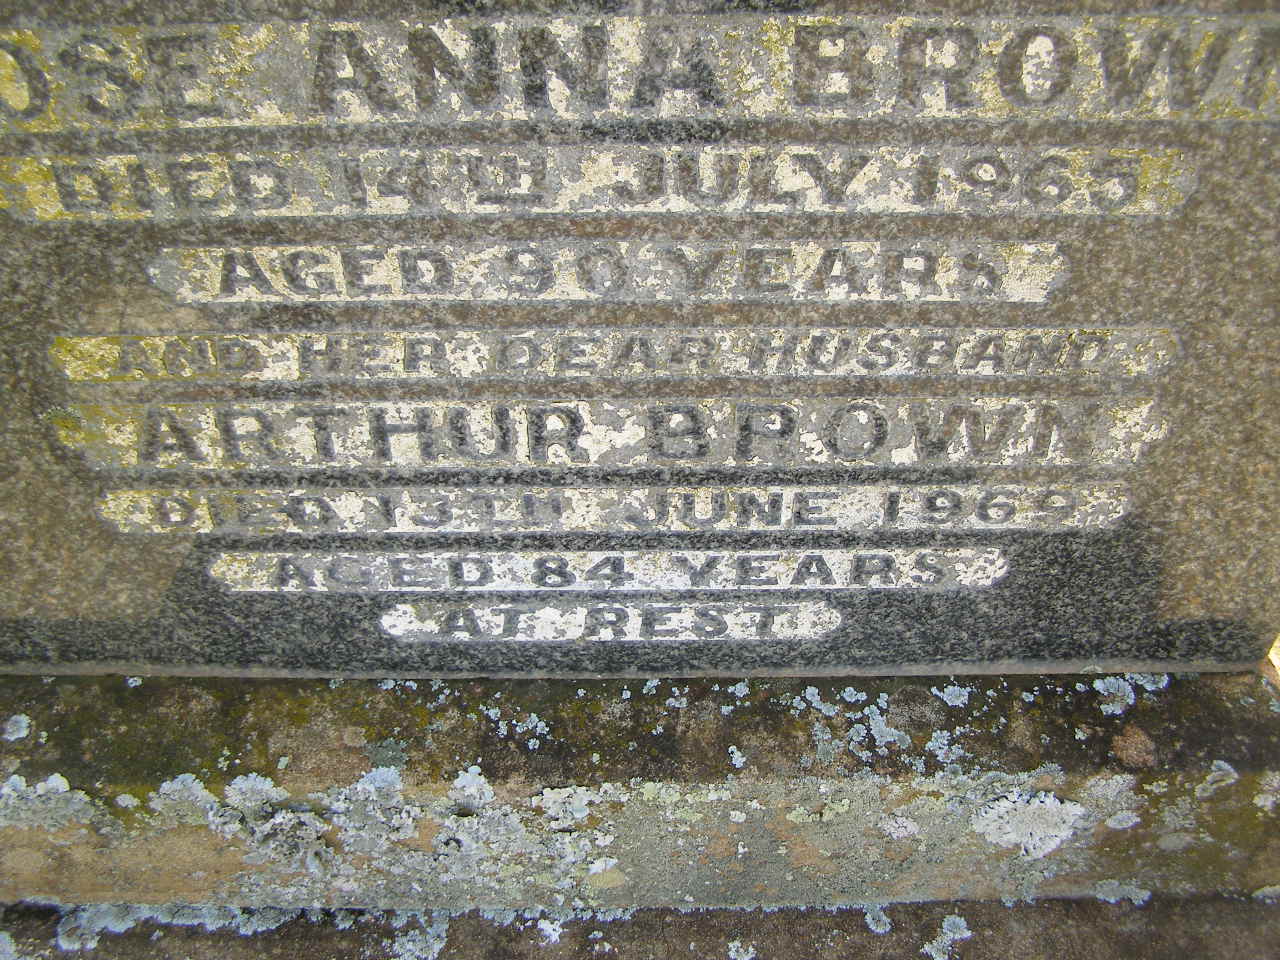 OSE ANNA BROWN
DIED 14TH JULY 1965
AGED 90 YEARS
AND HER DEAR HUSBAND
ARTHUR BROWN
DIED 13TH JUNE 1969
AGED 84 YEARS
AT REST